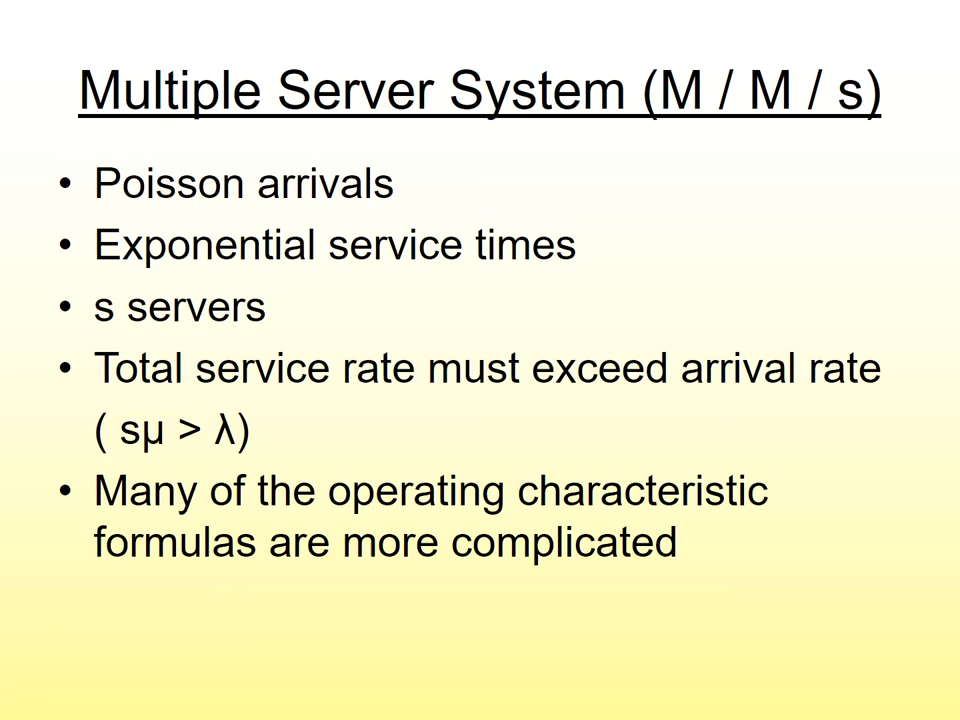 Multiple Server System (M / M / s)
• Poisson arrivals
• Exponential service times
• s servers
• Total service rate must exceed arrival rate
( sμ > λ)
• Many of the operating characteristic
formulas are more complicated